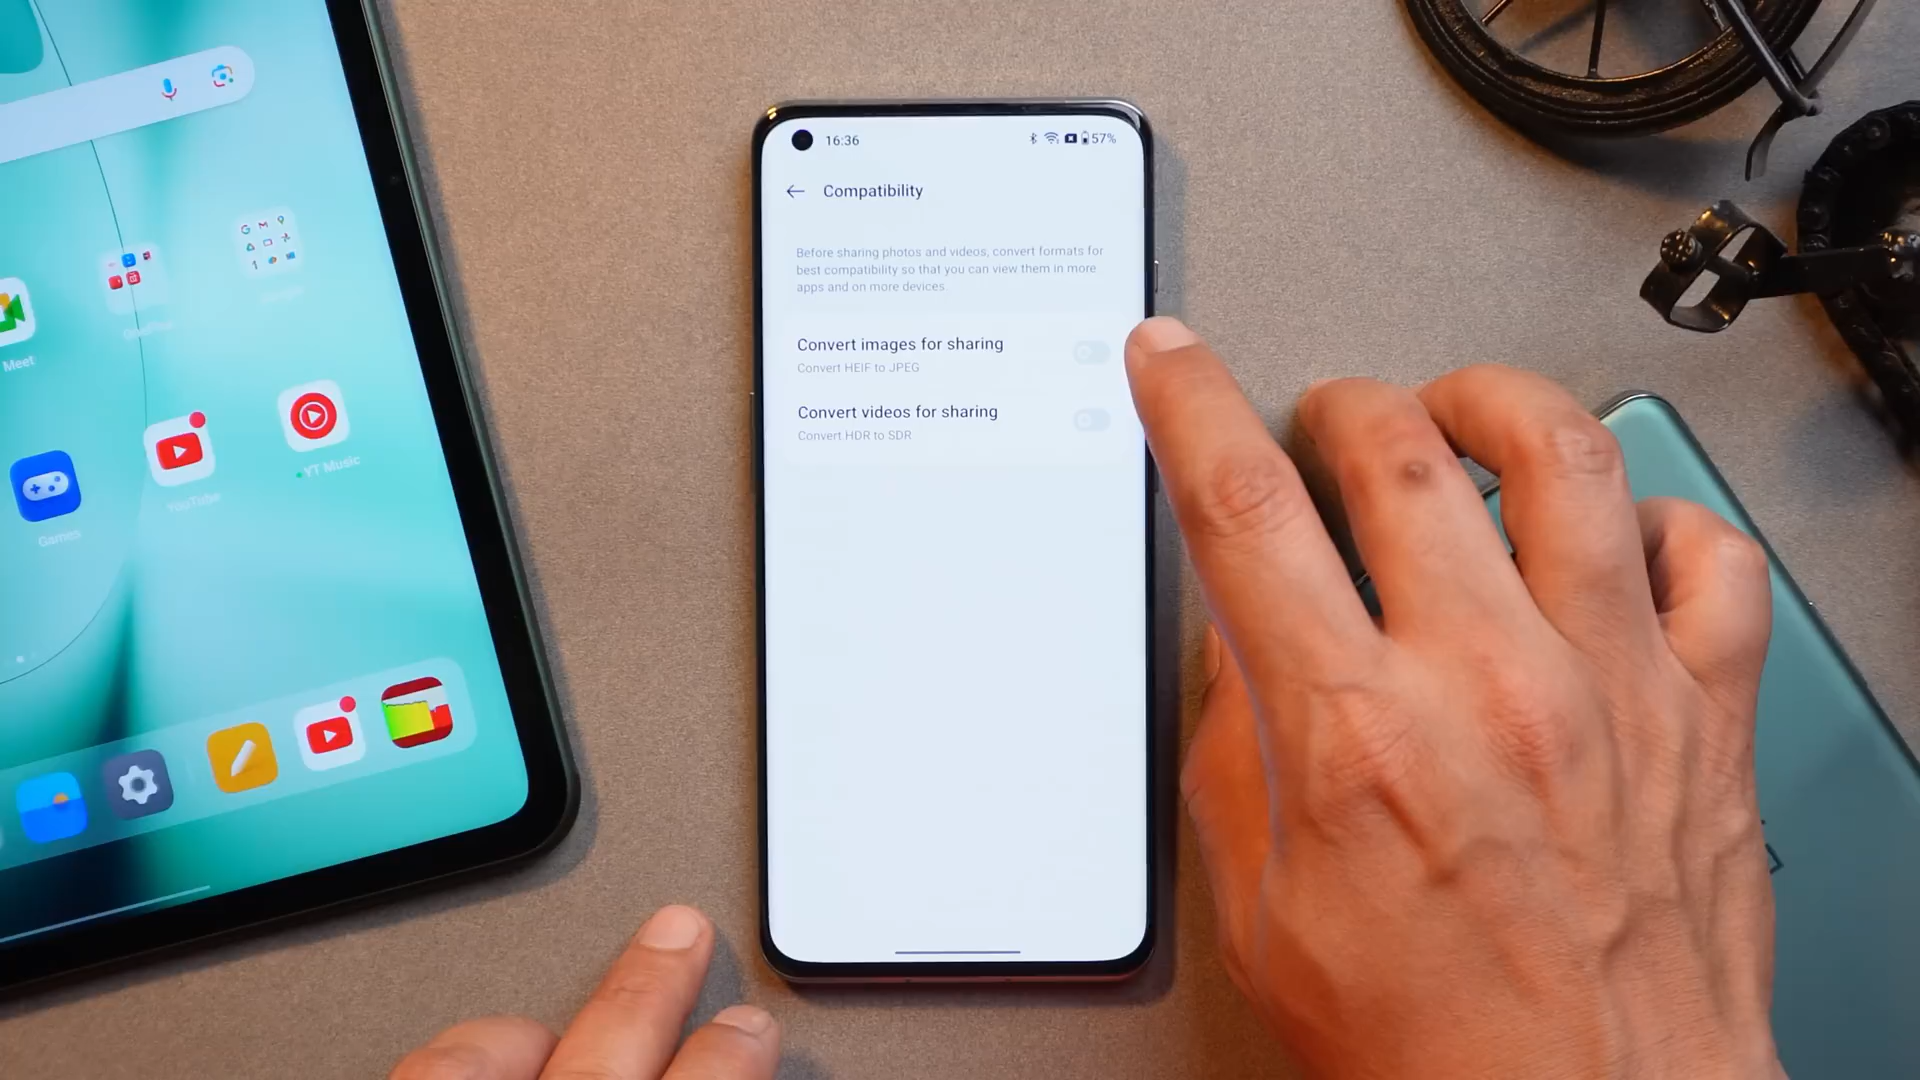 16:36
57%
Compatibility
Before sharing photos and videos, convert formats for
best compatibility so that you can view them in more
apps and on more devices.
Convert images for sharing
Convert HEIF to JPEG
Convert videos for sharing
Convert HDR to SDR
Meet
Games
YouTube
YT Music